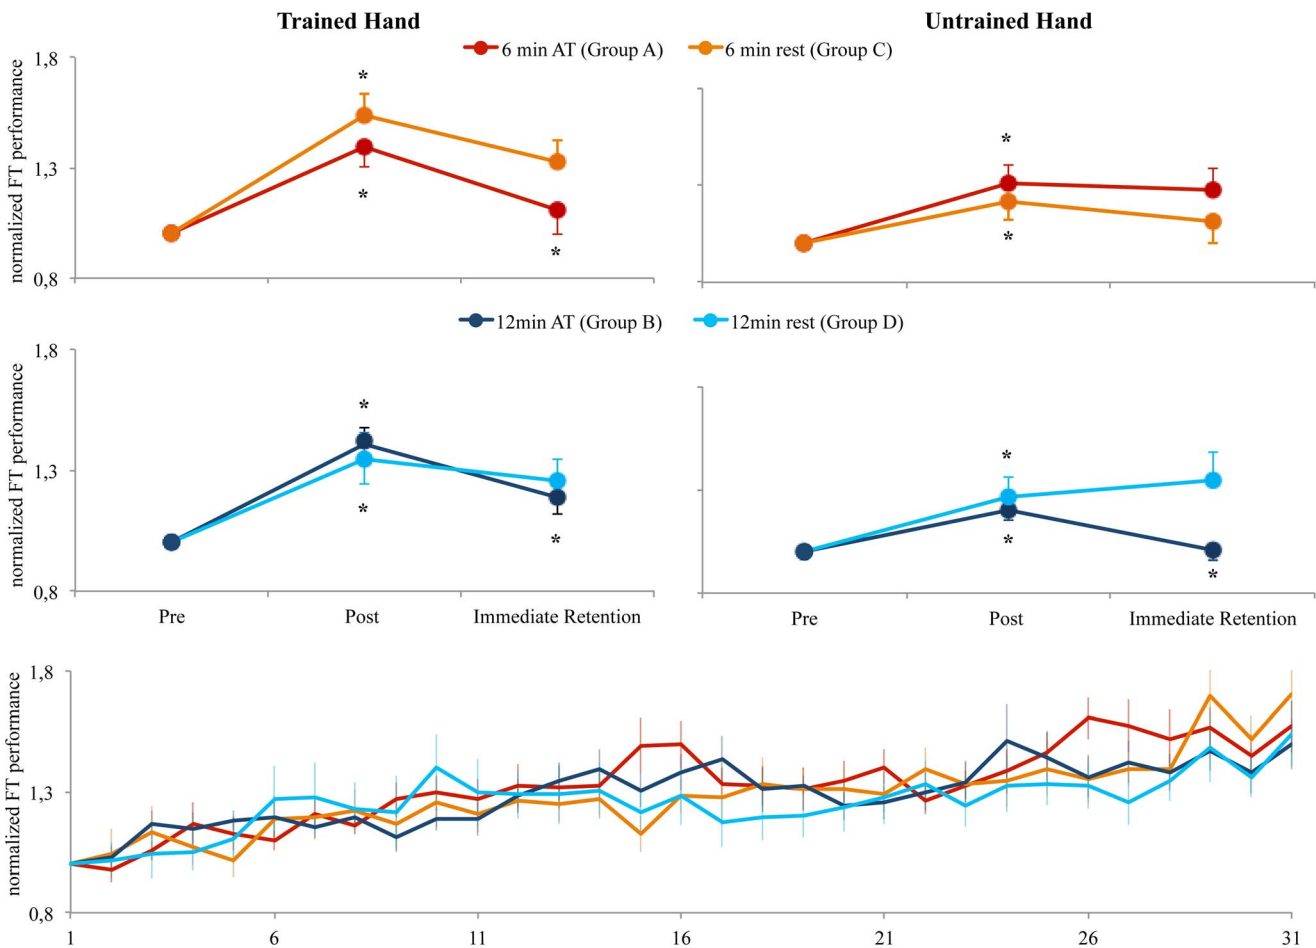 Trained Hand
Untrained Hand
6 min AT (Group A)
6 min rest (Group C)
1,8
1,3
0,8
normalized FT performance
*
*
*
*
*
12min AT (Group B)
12min rest (Group D)
1,8
1,3
0,8
normalized FT performance
*
*
*
*
*
*
Pre
Post
Immediate Retention
Pre
Post
Immediate Retention
1,8
1,3
0,8
normalized FT performance
1
6
11
16
21
26
31